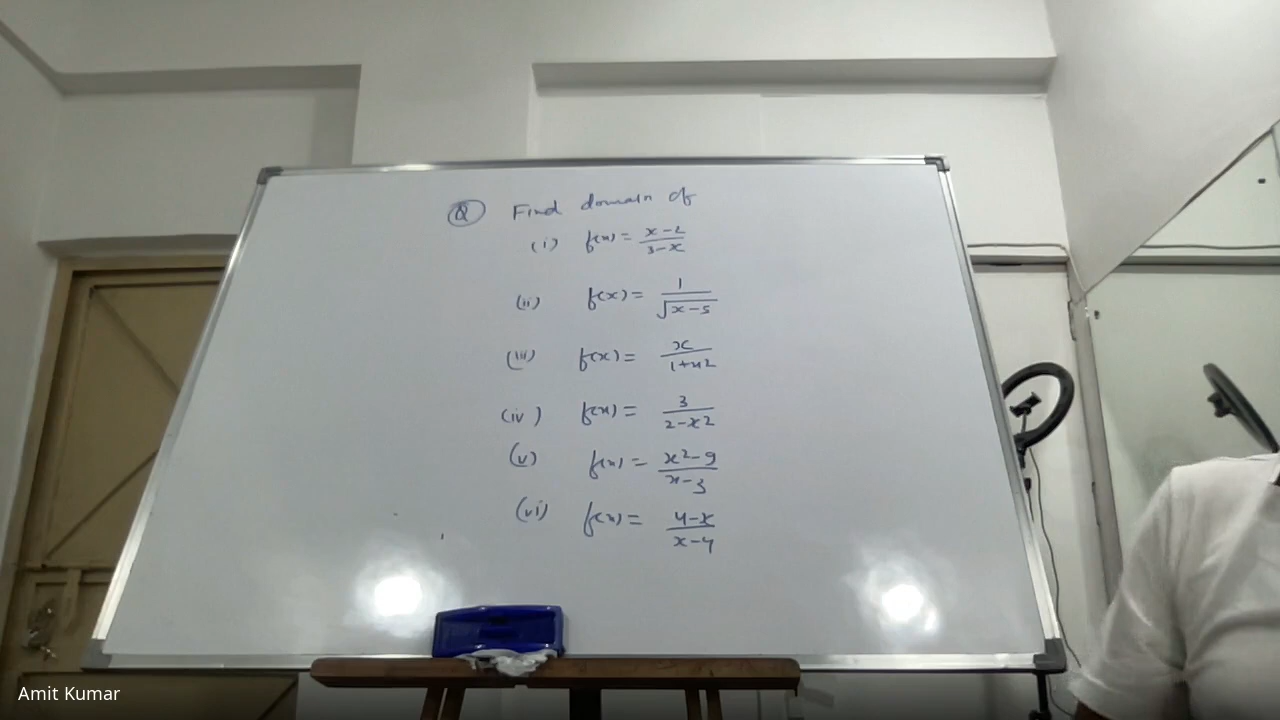 Q Find domain of
(i) f(x) = x-2/3-x
(ii) f(x) = 1/√x-5
(iii) f(x) = x/1+x2
(iv) f(x) = 3/2-x2
(v) f(x) = x2-9/x-3
(vi) f(x) = 4-x/x-4
Amit Kumar